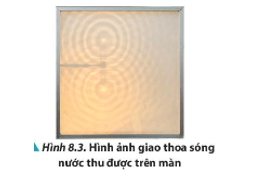 Hình 8.3. Hình ảnh giao thoa sóng
nước thu được trên màn